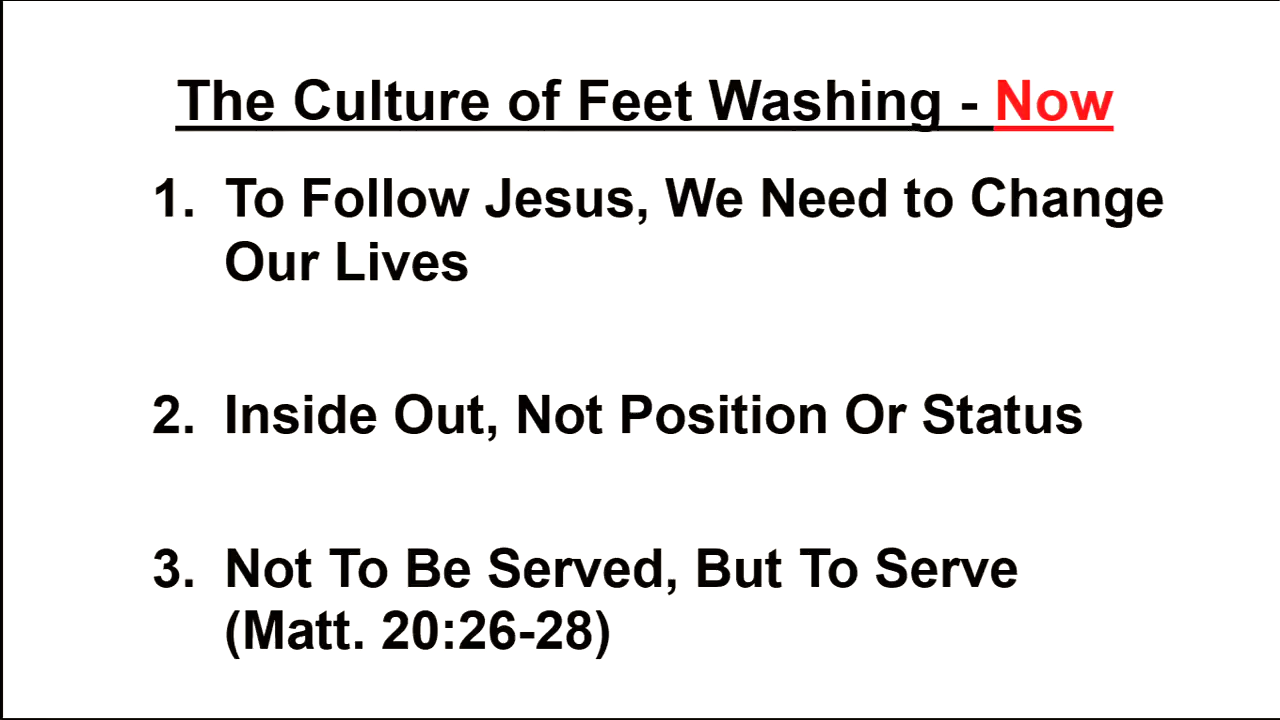 The Culture of Feet Washing - Now
1. To Follow Jesus, We Need to Change
Our Lives
2. Inside Out, Not Position Or Status
3. Not To Be Served, But To Serve
(Matt. 20:26-28)